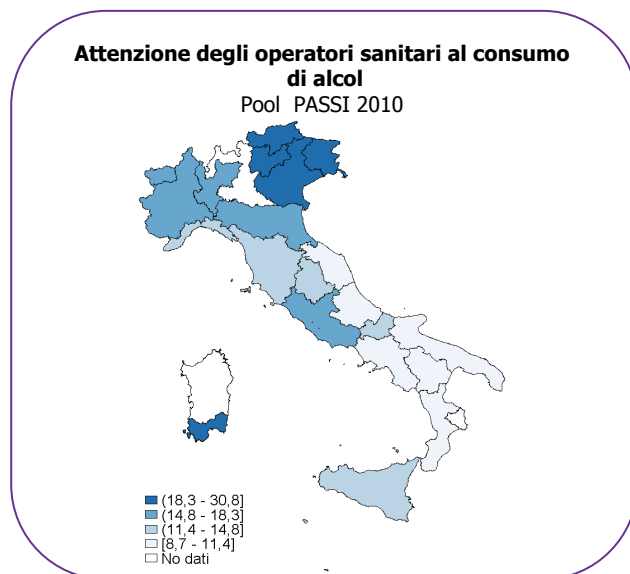 Attenzione degli operatori sanitari al consumo
di alcol
Pool PASSI 2010
(18,3 - 30,8]
(14,8 - 18,3]
(11,4 - 14,8]
[8,7 - 11,4]
No dati